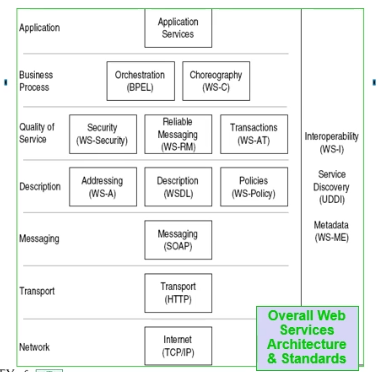 Application
Application
Services
Business
Process
Orchestration
(BPEL)
Choreography
(WS-C)
Quality of
Service
Security
(WS-Security)
Reliable
Messaging
(WS-RM)
Transactions
(WS-AT)
Description
Addressing
(WS-A)
Description
(WSDL)
Policies
(WS-Policy)
Messaging
Messaging
(SOAP)
Transport
Transport
(HTTP)
Network
Internet
(TCP/IP)
Interoperability
(WS-I)
Service
Discovery
(UDDI)
Metadata
(WS-ME)
Overall Web
Services
Architecture
& Standards